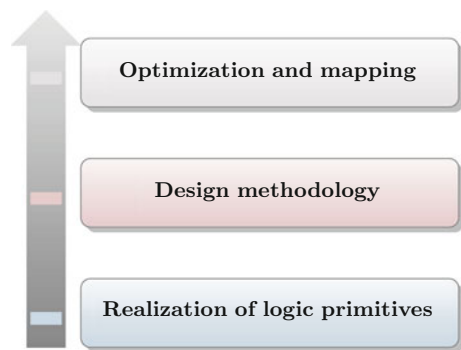 Optimization and mapping
Design methodology
Realization of logic primitives